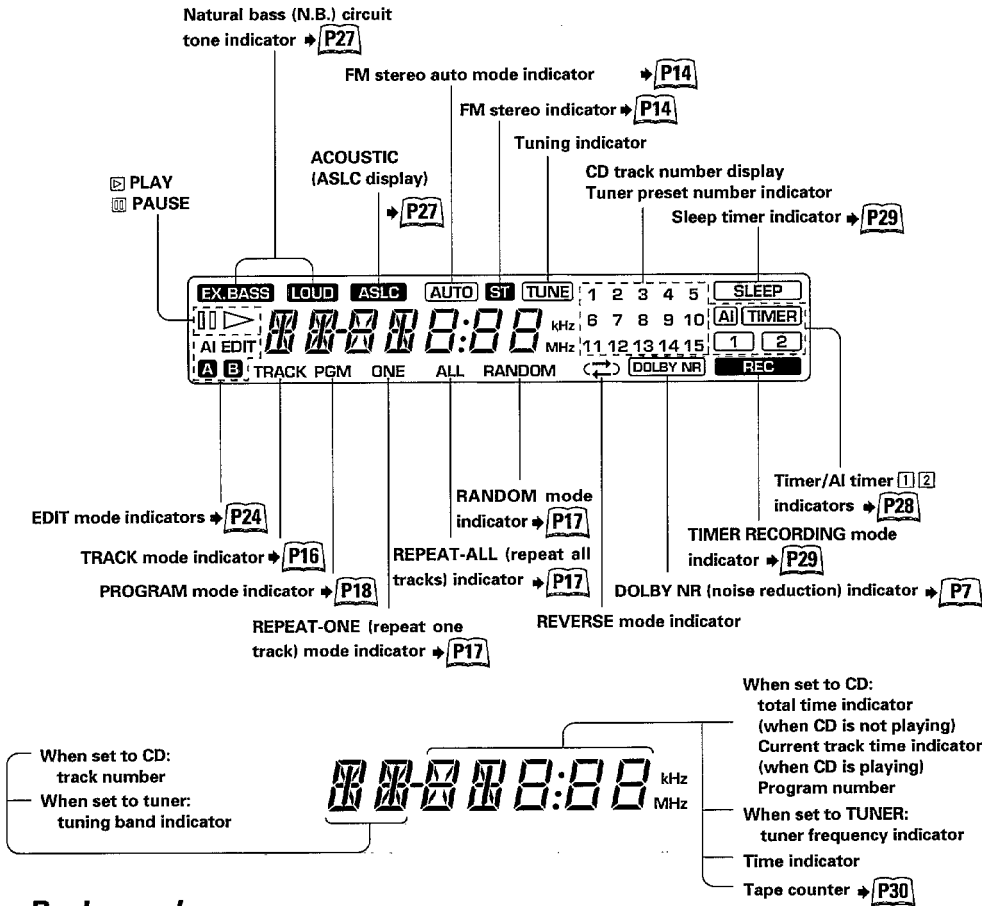 Natural bass (N.B.) circuit
tone indicator P27
FM stereo auto mode indicator P14
FM stereo indicator P14
Tuning indicator
ACOUSTIC
(ASLC display)
P27
CD track number display
Tuner preset number indicator
PLAY
PAUSE
Sleep timer indicator P29
EX.BASS LOUD ASLC AUTO ST TUNE 1 2 3 4 5 SLEEP
kHz 6 7 8 9 10 AI TIMER
AI EDIT MHz 11 12 13 14 15 1 2
A B TRACK PGM ONE ALL RANDOM DOLBY NR REC
Timer/AI timer 1 2
indicators P28
RANDOM mode
indicator P17
EDIT mode indicators P24
TIMER RECORDING mode
indicator P29
TRACK mode indicator P16
REPEAT-ALL (repeat all
tracks) indicator P17
PROGRAM mode indicator P18
DOLBY NR (noise reduction) indicator P7
REVERSE mode indicator
REPEAT-ONE (repeat one
track) mode indicator P17
When set to CD:
total time indicator
(when CD is not playing)
Current track time indicator
(when CD is playing)
Program number
When set to TUNER:
tuner frequency indicator
Time indicator
Tape counter P30
When set to CD:
track number
When set to tuner:
tuning band indicator
8:88 kHz
MHz